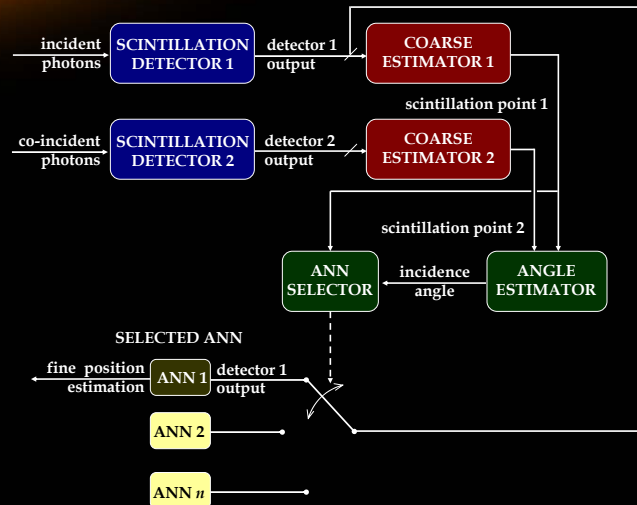 incident
photons
SCINTILLATION
DETECTOR 1
detector 1
output
COARSE
ESTIMATOR 1
scintillation point 1
co-incident
photons
SCINTILLATION
DETECTOR 2
detector 2
output
COARSE
ESTIMATOR 2
scintillation point 2
ANN
SELECTOR
incidence
angle
ANGLE
ESTIMATOR
SELECTED ANN
fine position
estimation
ANN 1
detector 1
output
ANN 2
ANN n